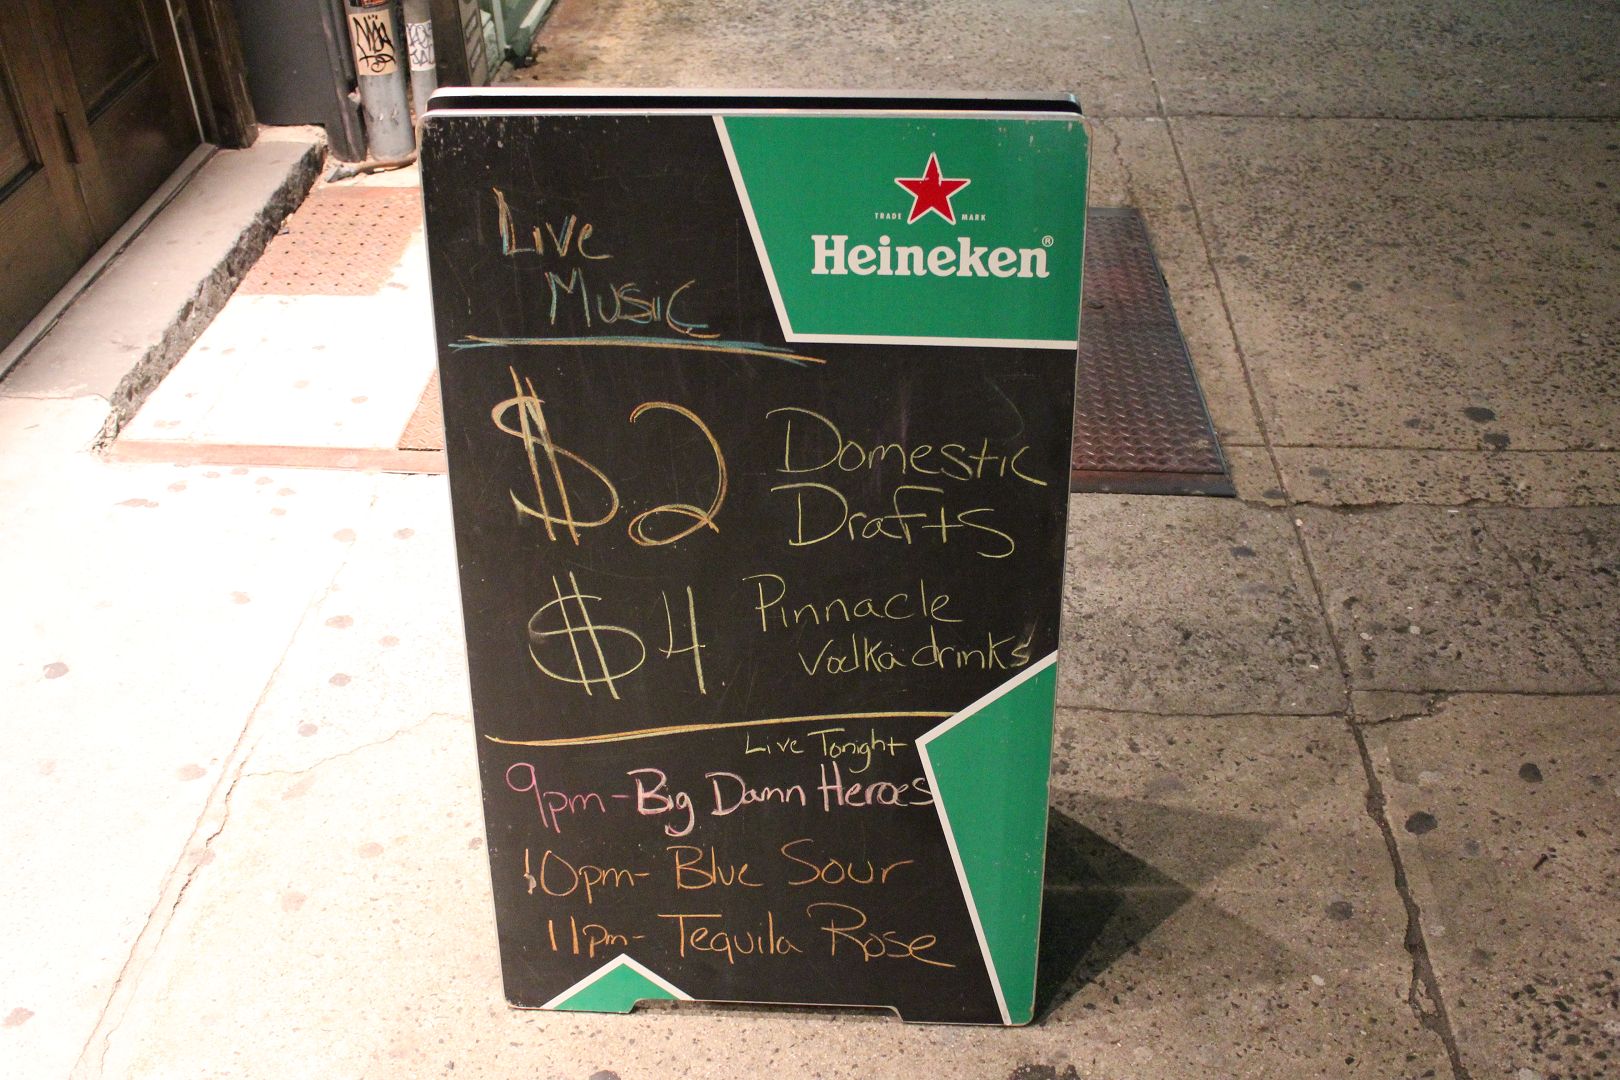 Live
Music
TRADE MARK
Heineken®
$2 Domestic
Drafts
$4 Pinnacle
Vodka drinks
Live Tonight
9pm - Big Damn Heroes
10pm - Blue Sour
11pm - Tequila Rose